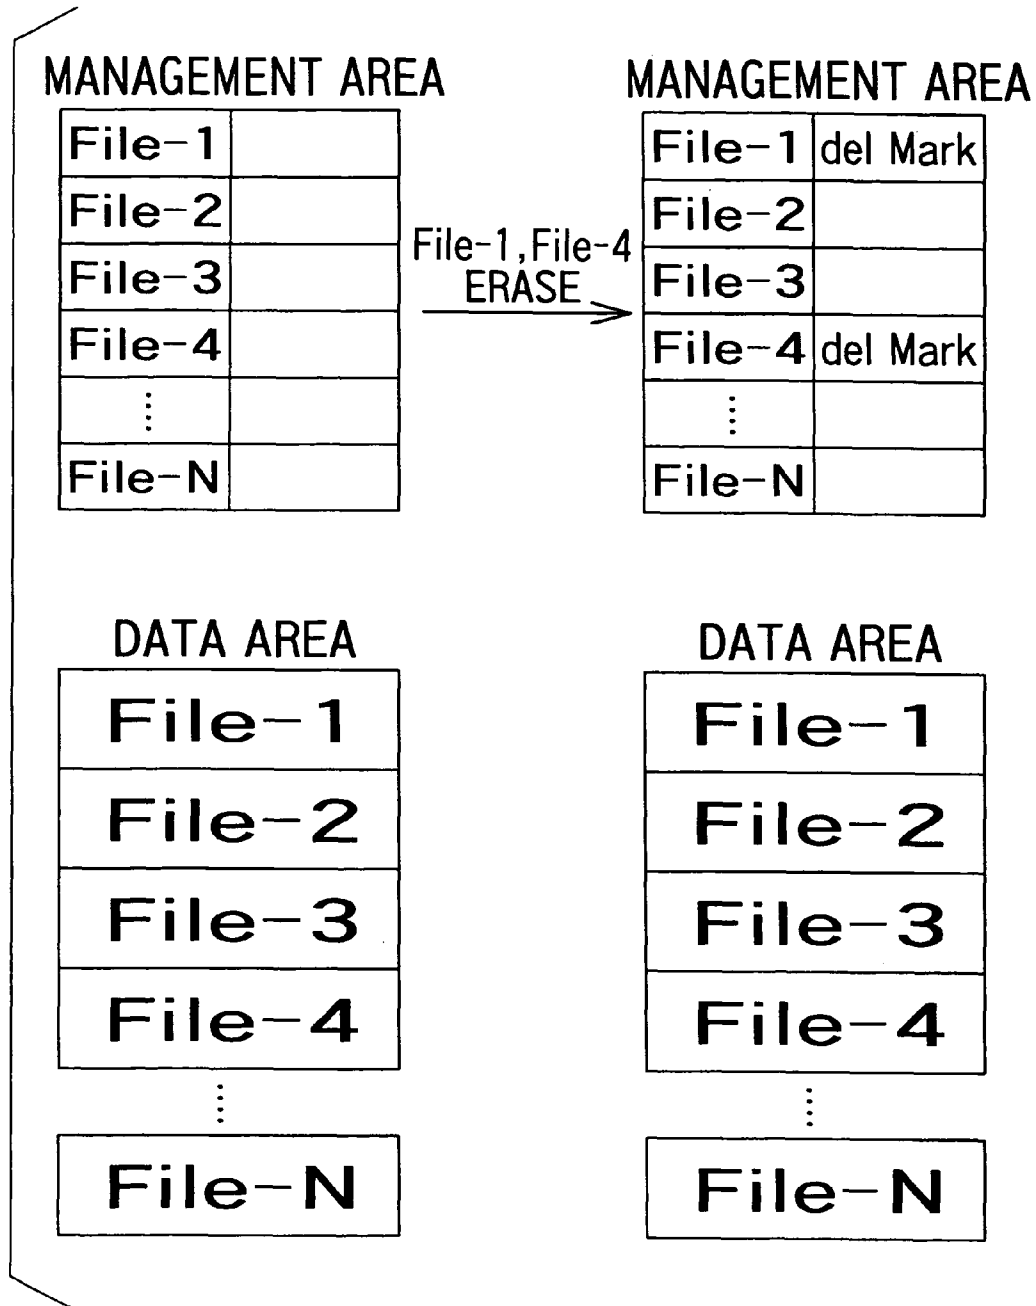 MANAGEMENT AREA
File-1
File-2
File-3
File-4
File-N
File-1, File-4
ERASE
MANAGEMENT AREA
File-1 del Mark
File-2
File-3
File-4 del Mark
File-N
DATA AREA
File-1
File-2
File-3
File-4
File-N
DATA AREA
File-1
File-2
File-3
File-4
File-N